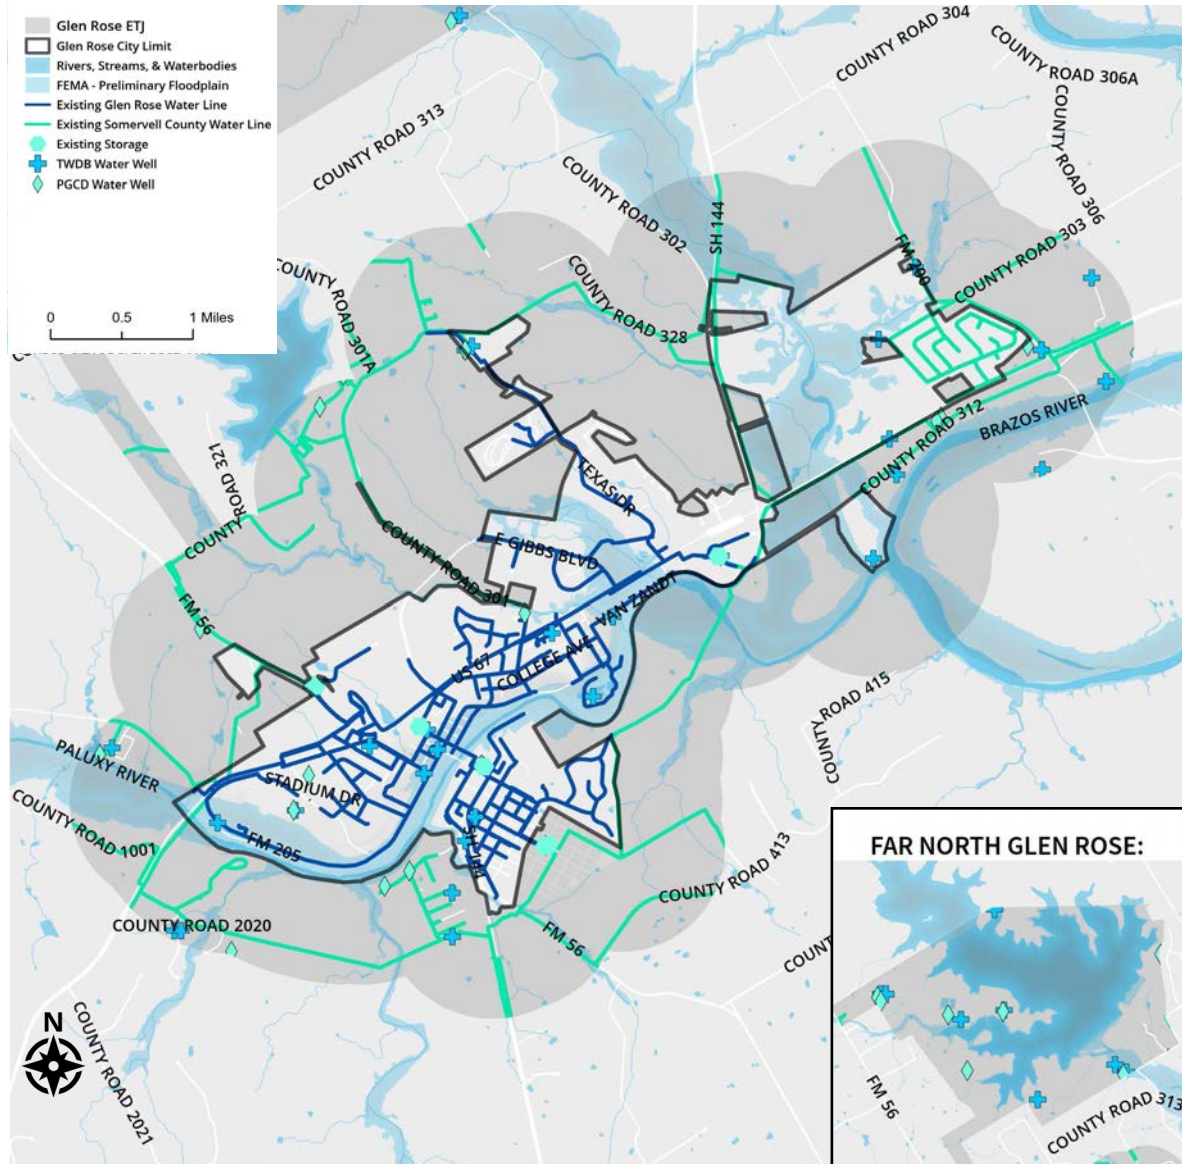 Glen Rose ETJ
Glen Rose City Limit
Rivers, Streams, & Waterbodies
FEMA - Preliminary Floodplain
Existing Glen Rose Water Line
Existing Somervell County Water Line
Existing Storage
TWDB Water Well
PGCD Water Well
0 0.5 1 Miles
COUNTY ROAD 304
COUNTY ROAD 306A
COUNTY ROAD 313
COUNTY ROAD 306
COUNTY ROAD 302
SH 144
FM 200
COUNTY ROAD 303
COUNTY ROAD 301A
COUNTY ROAD 328
COUNTY ROAD 312
BRAZOS RIVER
COUNTY ROAD 321
TEXAS DR
COUNTY
E GIBBS BLVD
COUNTY ROAD 301
VAN ZANDT
FM 56
COLLEGE AVE
US 67
COUNTY ROAD 415
PALUXY RIVER
STADIUM DR
COUNTY ROAD 1001
FM 205
SH 144
COUNTY ROAD 413
COUNTY ROAD 2020
FM 56
COUNTY
N
COUNTY ROAD 2021
FAR NORTH GLEN ROSE:
FM 56
COUNTY ROAD 313